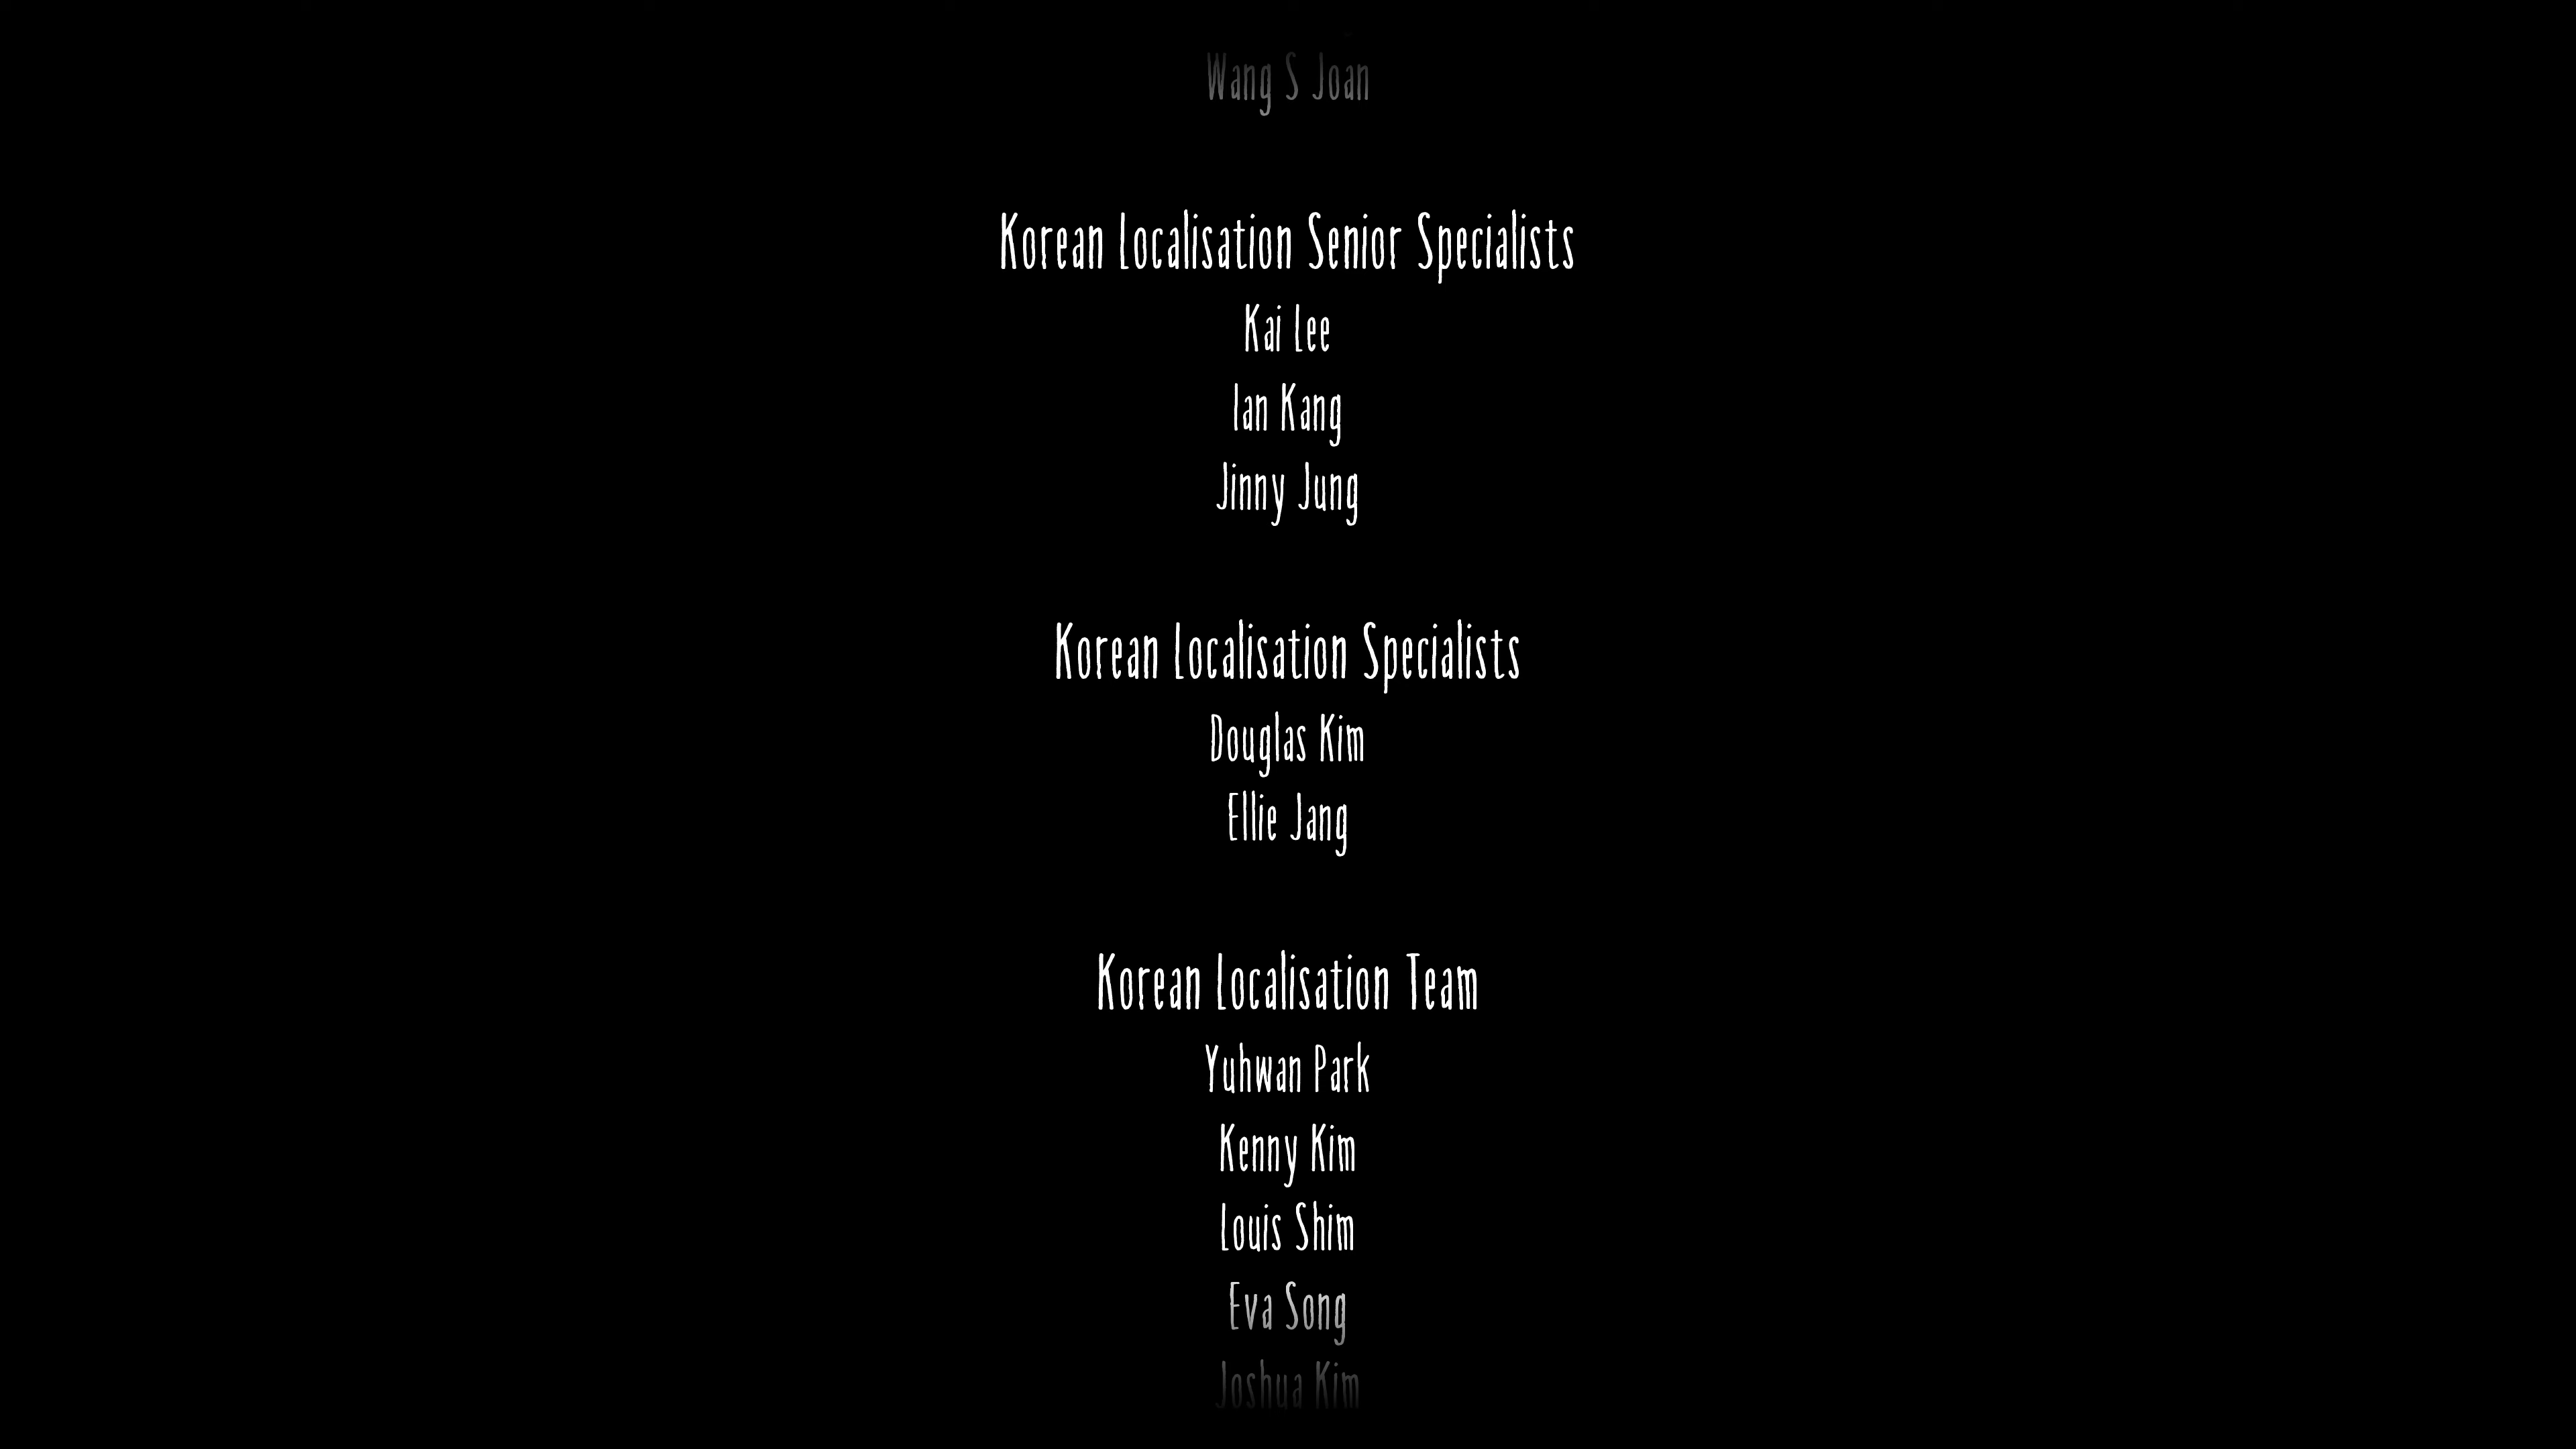 Wang S Joan
Korean Localisation Senior Specialists
Kai Lee
Ian Kang
Jinny Jung
Korean Localisation Specialists
Douglas Kim
Ellie Jang
Korean Localisation Team
Yuhwan Park
Kenny Kim
Louis Shim
Eva Song
Joshua Kim